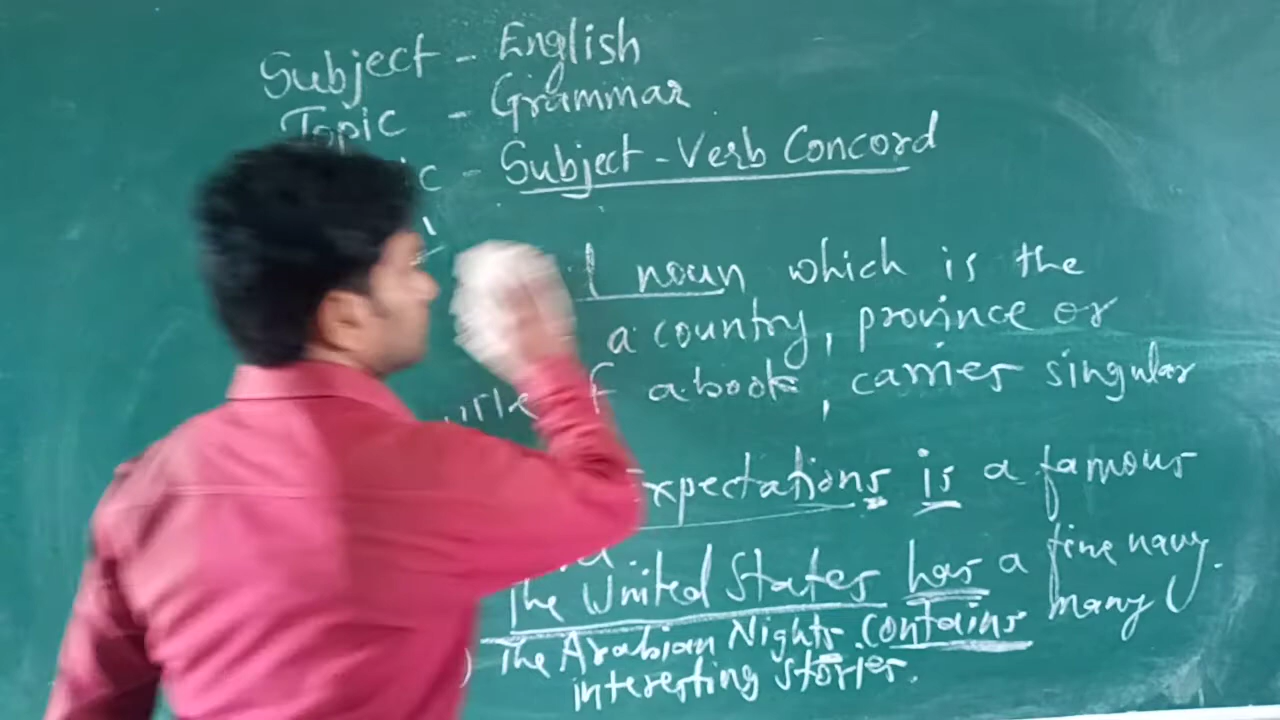 Subject - English
Topic - Grammar
- Subject-Verb Concord
noun which is the
a country, province or
a book, carries singular
is a famous
The United States has a fine navy.
The Arabian Nights contains many
interesting stories.